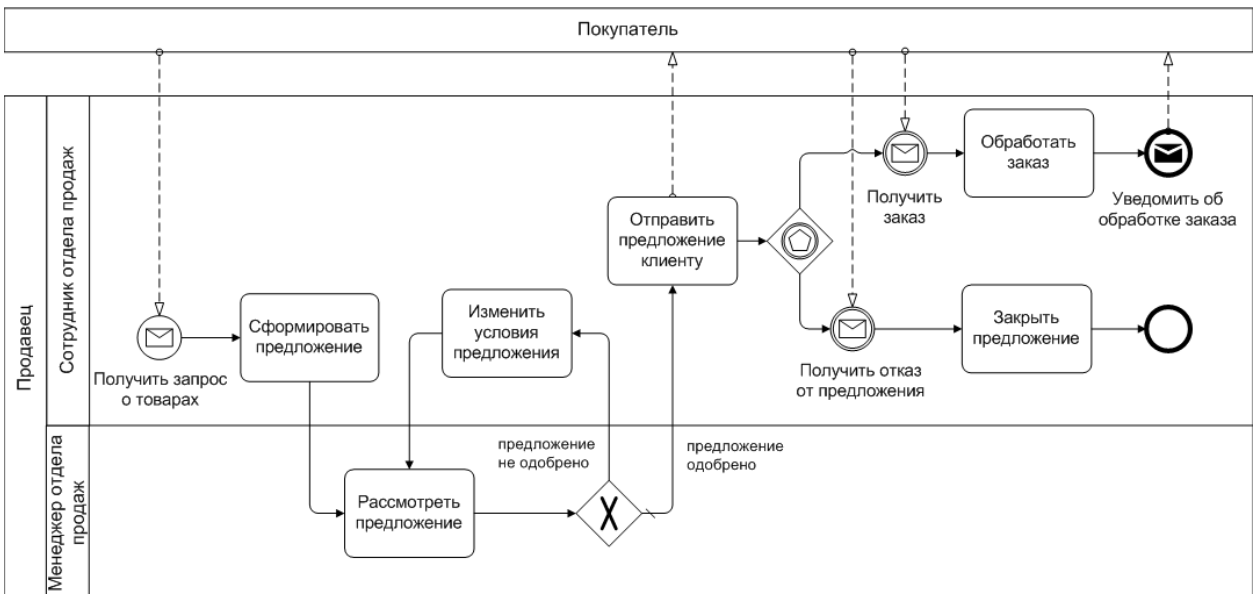 Покупатель
Продавец
Сотрудник отдела продаж
Менеджер отдела
продаж
Получить запрос
о товарах
Сформировать
предложение
Изменить
условия
предложения
Рассмотреть
предложение
предложение
не одобрено
предложение
одобрено
Отправить
предложение
клиенту
Получить
заказ
Обработать
заказ
Уведомить об
обработке заказа
Получить отказ
от предложения
Закрыть
предложение